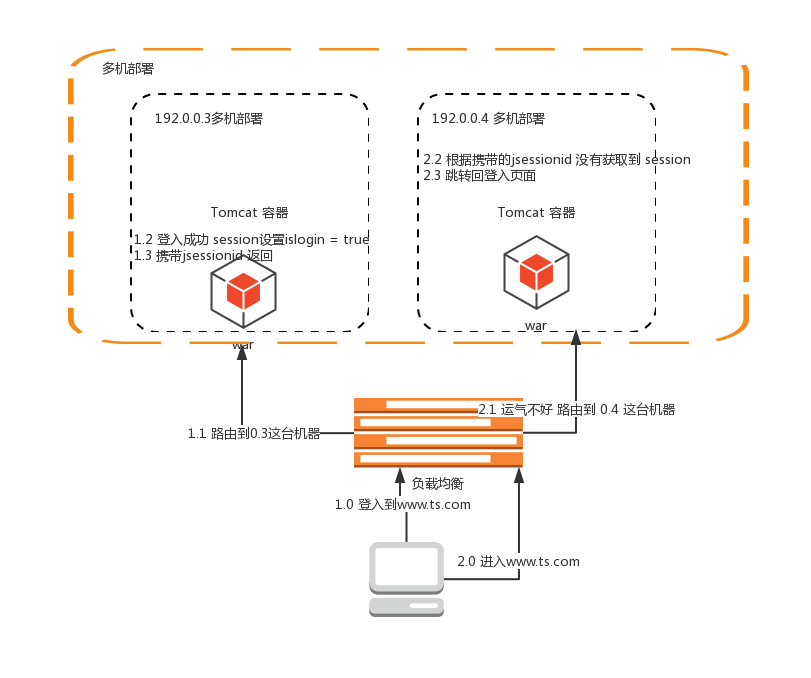 多机部署
192.0.0.3多机部署
192.0.0.4 多机部署
2.2 根据携带的jsessionid 没有获取到 session
2.3 跳转回登入页面
Tomcat 容器
Tomcat 容器
1.2 登入成功 session设置islogin = true
1.3 携带jsessionid 返回
war
war
2.1 运气不好 路由到 0.4 这台机器
1.1 路由到0.3这台机器
负载均衡
1.0 登入到www.ts.com
2.0 进入www.ts.com